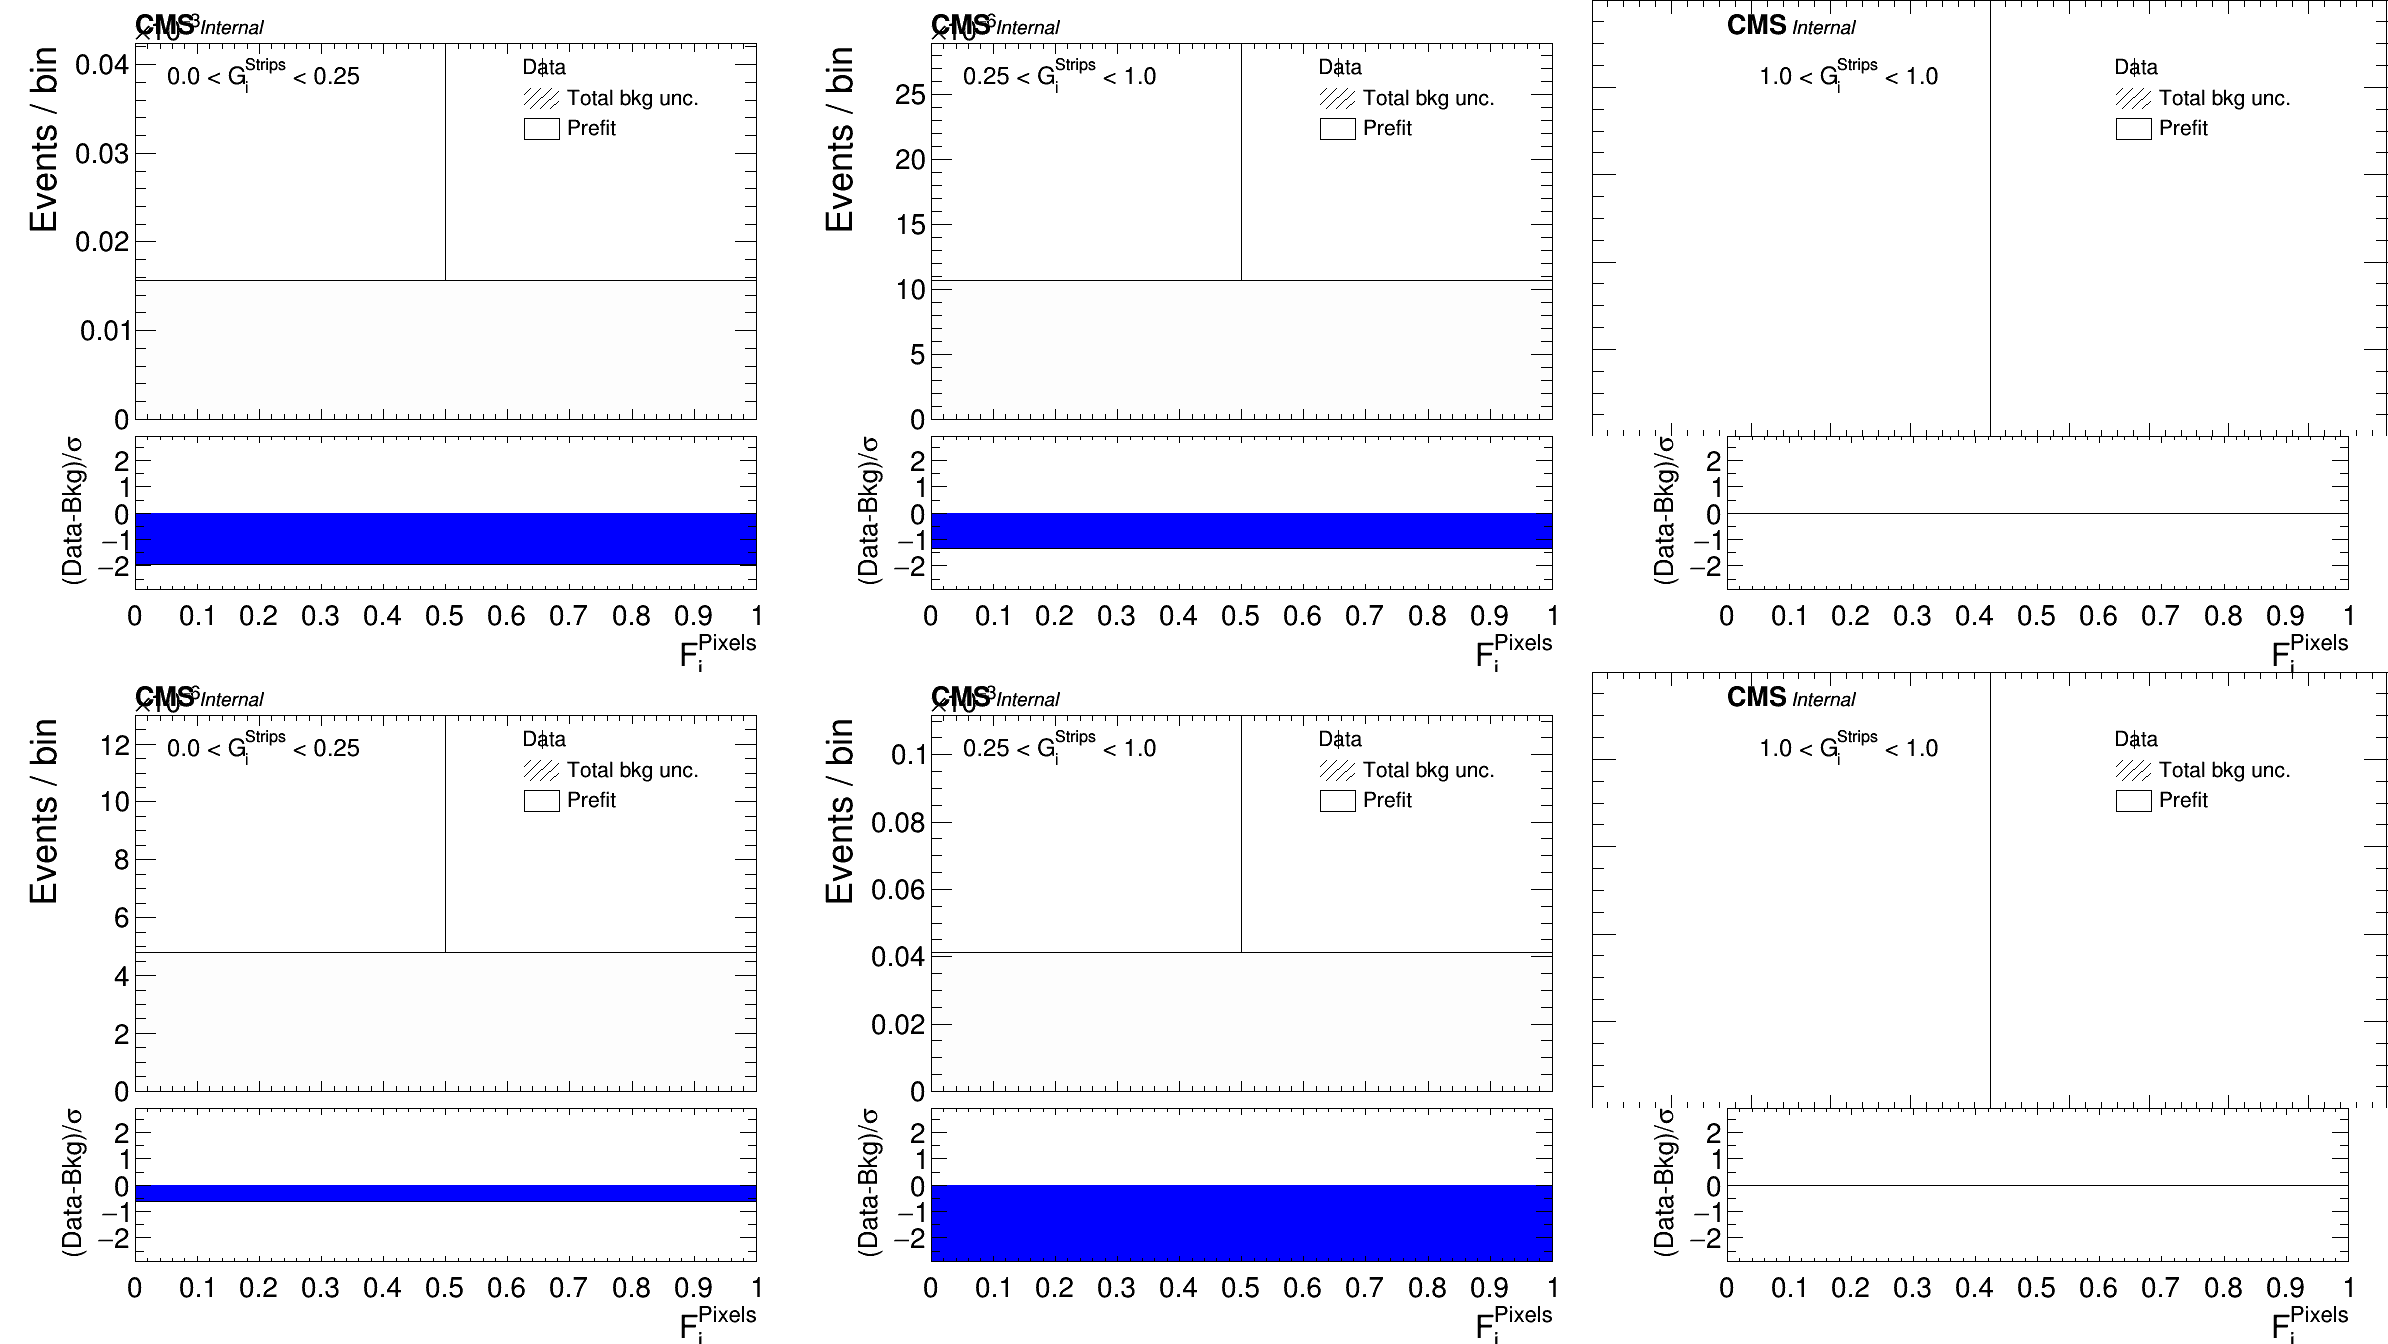 CMS Internal
0.0 < G_i^Strips < 0.25
Data
Total bkg unc.
Prefit
Events / bin
0.04
0.03
0.02
0.01
0
(Data-Bkg)/σ
2
1
0
−1
−2
0 0.1 0.2 0.3 0.4 0.5 0.6 0.7 0.8 0.9 1
F_i^Pixels
CMS Internal
0.25 < G_i^Strips < 1.0
Data
Total bkg unc.
Prefit
Events / bin
25
20
15
10
5
0
(Data-Bkg)/σ
2
1
0
−1
−2
0 0.1 0.2 0.3 0.4 0.5 0.6 0.7 0.8 0.9 1
F_i^Pixels
CMS Internal
1.0 < G_i^Strips < 1.0
Data
Total bkg unc.
Prefit
(Data-Bkg)/σ
2
1
0
−1
−2
0 0.1 0.2 0.3 0.4 0.5 0.6 0.7 0.8 0.9 1
F_i^Pixels
CMS Internal
0.0 < G_i^Strips < 0.25
Data
Total bkg unc.
Prefit
Events / bin
12
10
8
6
4
2
0
(Data-Bkg)/σ
2
1
0
−1
−2
0 0.1 0.2 0.3 0.4 0.5 0.6 0.7 0.8 0.9 1
F_i^Pixels
CMS Internal
0.25 < G_i^Strips < 1.0
Data
Total bkg unc.
Prefit
Events / bin
0.1
0.08
0.06
0.04
0.02
0
(Data-Bkg)/σ
2
1
0
−1
−2
0 0.1 0.2 0.3 0.4 0.5 0.6 0.7 0.8 0.9 1
F_i^Pixels
CMS Internal
1.0 < G_i^Strips < 1.0
Data
Total bkg unc.
Prefit
(Data-Bkg)/σ
2
1
0
−1
−2
0 0.1 0.2 0.3 0.4 0.5 0.6 0.7 0.8 0.9 1
F_i^Pixels